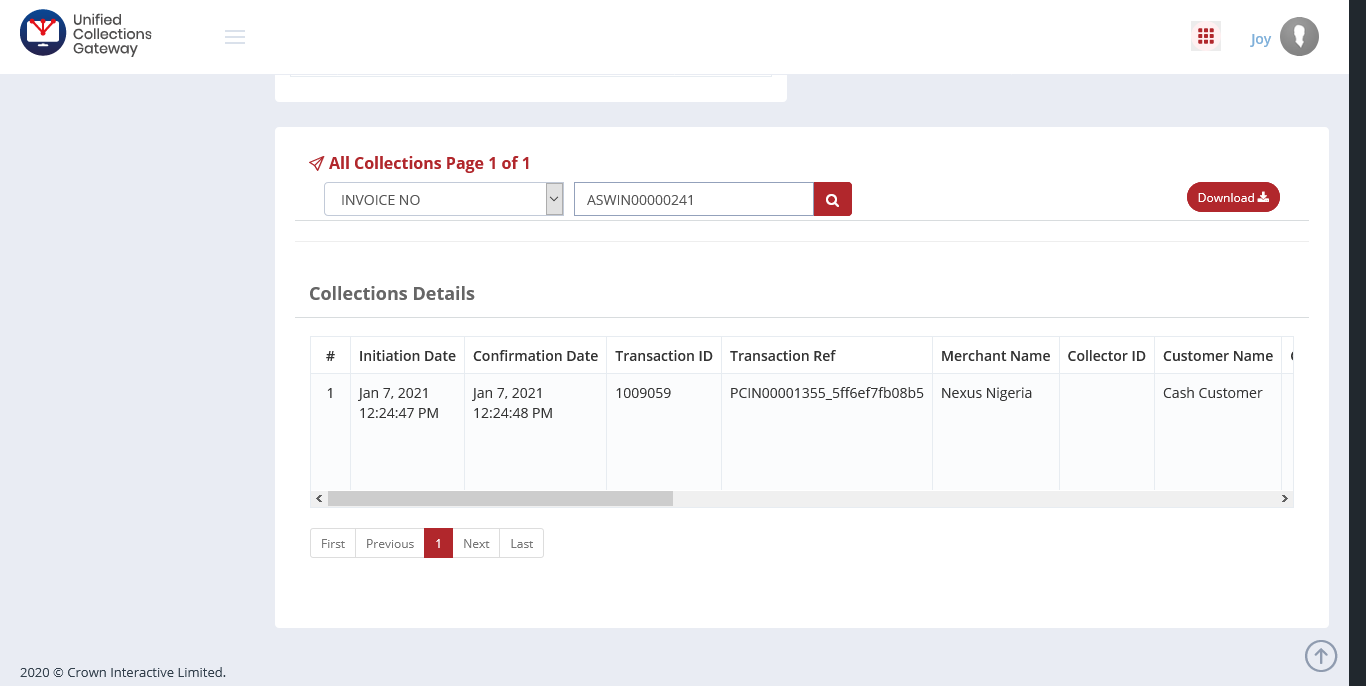 Unified
Collections
Gateway
Joy
All Collections Page 1 of 1
INVOICE NO
ASWIN00000241
Download
Collections Details
# Initiation Date Confirmation Date Transaction ID Transaction Ref Merchant Name Collector ID Customer Name
1 Jan 7, 2021 Jan 7, 2021 1009059 PCIN00001355_5ff6ef7fb08b5 Nexus Nigeria Cash Customer
12:24:47 PM 12:24:48 PM
First Previous 1 Next Last
2020 © Crown Interactive Limited.